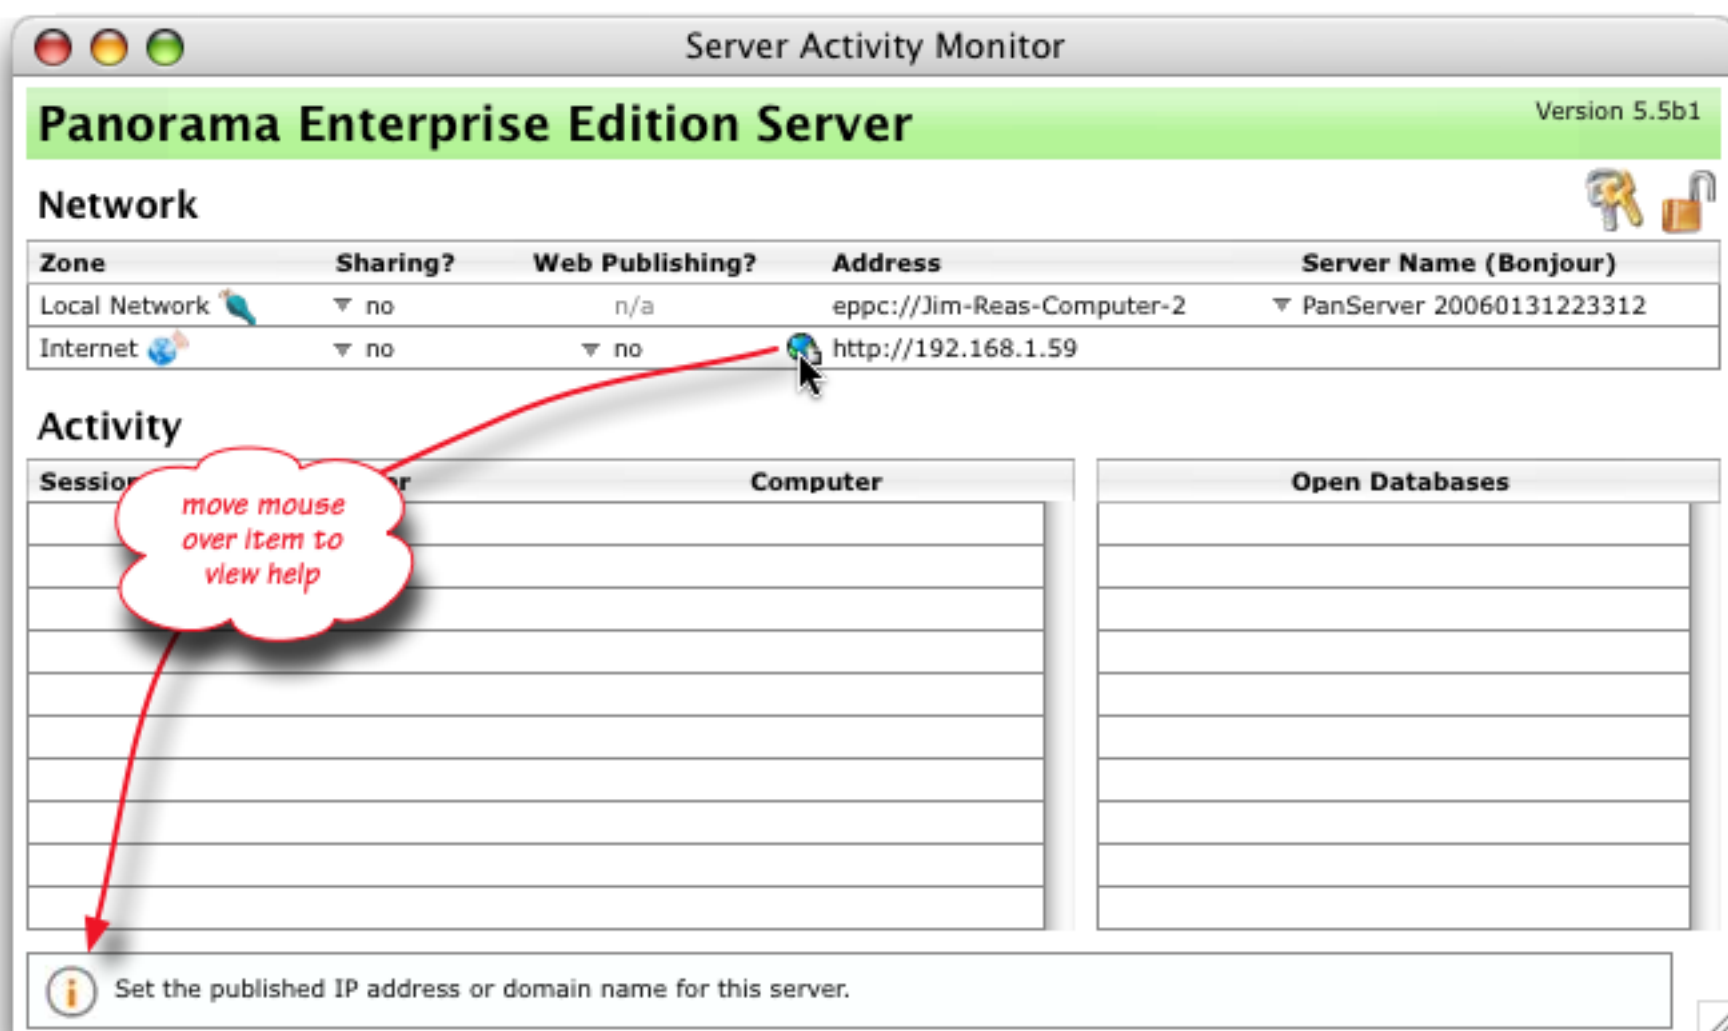 Server Activity Monitor
Panorama Enterprise Edition Server
Version 5.5b1
Network
Zone Sharing? Web Publishing? Address Server Name (Bonjour)
Local Network no n/a eppc://Jim-Reas-Computer-2 PanServer 20060131223312
Internet no no http://192.168.1.59
Activity
Computer Open Databases
move mouse
over item to
view help
Set the published IP address or domain name for this server.